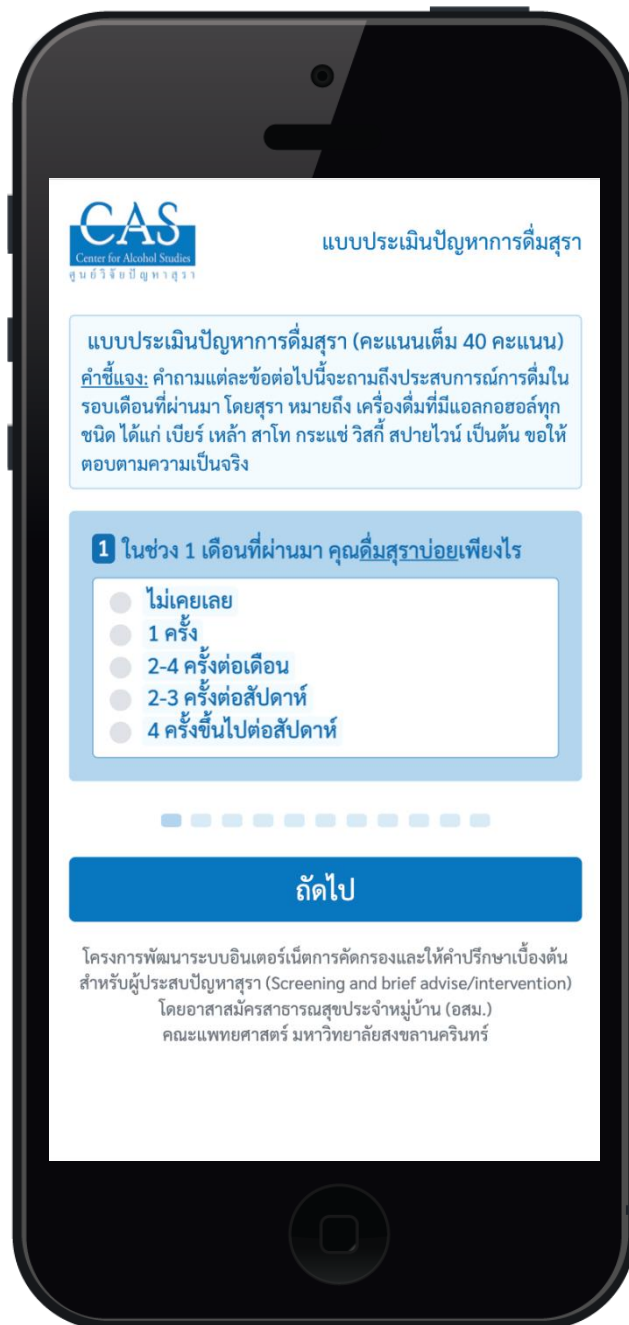 CAS
Center for Alcohol Studies
ศูนย์วิจัยปัญหาสุรา
แบบประเมินปัญหาการดื่มสุรา
แบบประเมินปัญหาการดื่มสุรา (คะแนนเต็ม 40 คะแนน)
คำชี้แจง: คำถามแต่ละข้อต่อไปนี้จะถามถึงประสบการณ์การดื่มใน
รอบเดือนที่ผ่านมา โดยสุรา หมายถึง เครื่องดื่มที่มีแอลกอฮอล์ทุก
ชนิด ได้แก่ เบียร์ เหล้า สาโท กระแช่ วิสกี้ สปายไวน์ เป็นต้น ขอให้
ตอบตามความเป็นจริง
1 ในช่วง 1 เดือนที่ผ่านมา คุณดื่มสุราบ่อยเพียงไร
ไม่เคยเลย
1 ครั้ง
2-4 ครั้งต่อเดือน
2-3 ครั้งต่อสัปดาห์
4 ครั้งขึ้นไปต่อสัปดาห์
ถัดไป
โครงการพัฒนาระบบอินเตอร์เน็ตการคัดกรองและให้คำปรึกษาเบื้องต้น
สำหรับผู้ประสบปัญหาสุรา (Screening and brief advise/intervention)
โดยอาสาสมัครสาธารณสุขประจำหมู่บ้าน (อสม.)
คณะแพทยศาสตร์ มหาวิทยาลัยสงขลานครินทร์